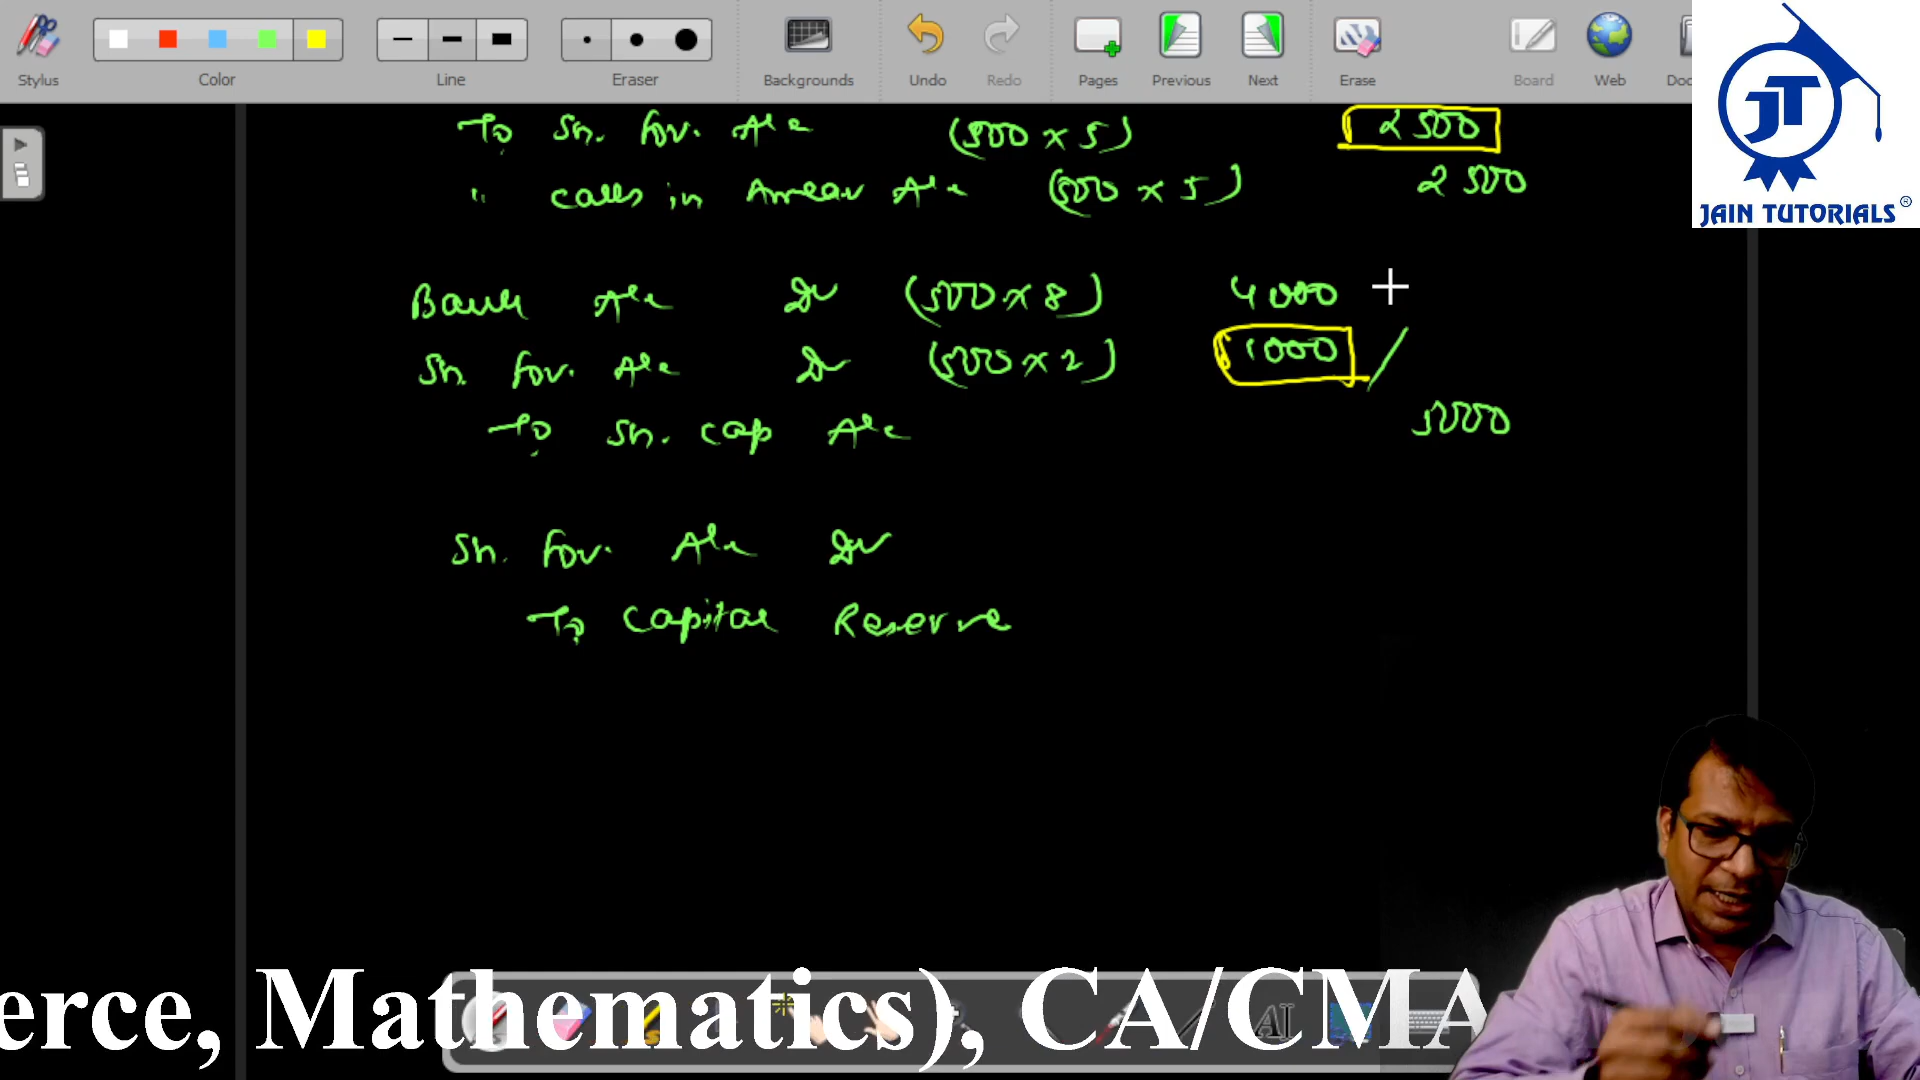 Stylus Color Line Eraser Backgrounds Undo Redo Pages Previous Next Erase Board Web Doc
JT
JAIN TUTORIALS®
To Sh. For. A/c (500 x 5) 2500
" calls in Arrear A/c (500 x 5) 2500
Bank A/c Dr (500 x 8) 4000
Sh. For. A/c Dr (500 x 2) 1000
To Sh. Cap A/c 5000
Sh. For. A/c Dr
To Capital Reserve
erce, Mathematics), CA/CMA